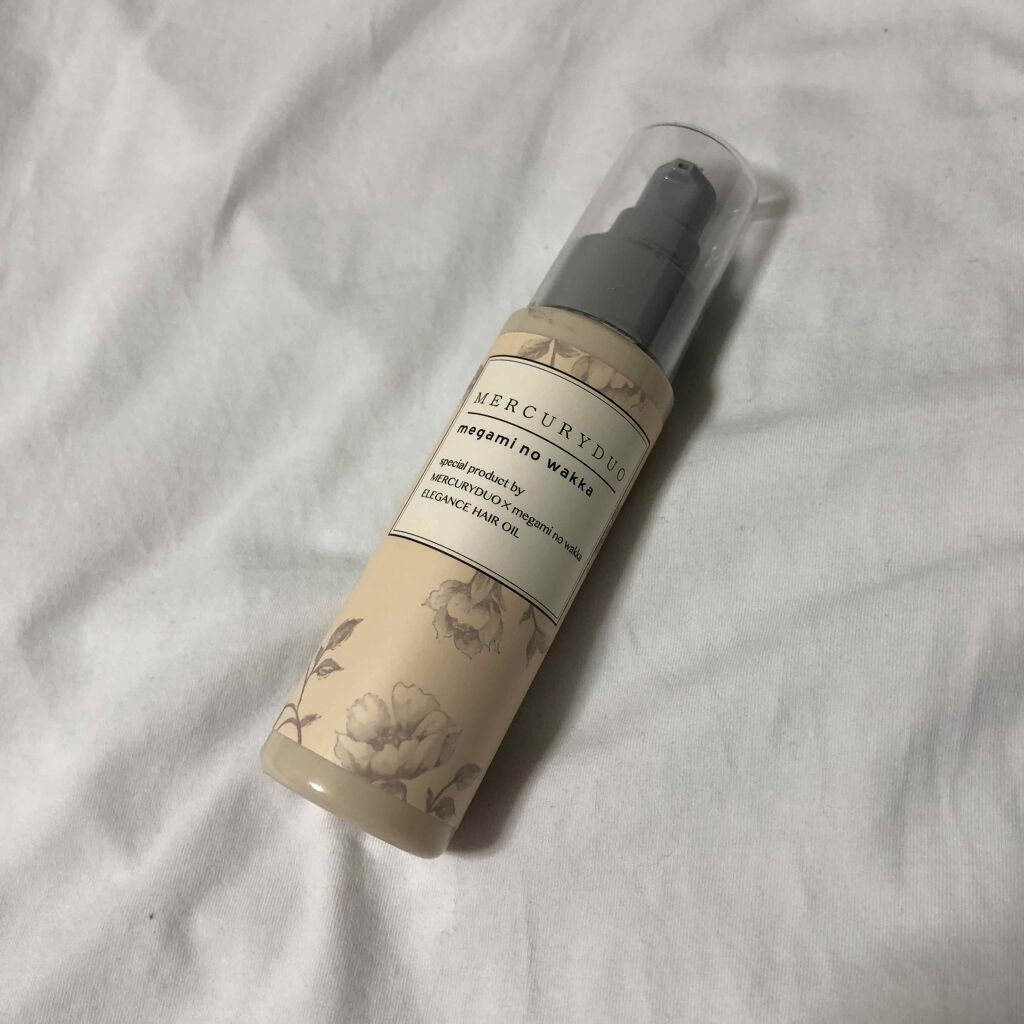 MERCURYDUO
megami no wakka
special product by
MERCURYDUO×megami no wakka
ELEGANCE HAIR OIL